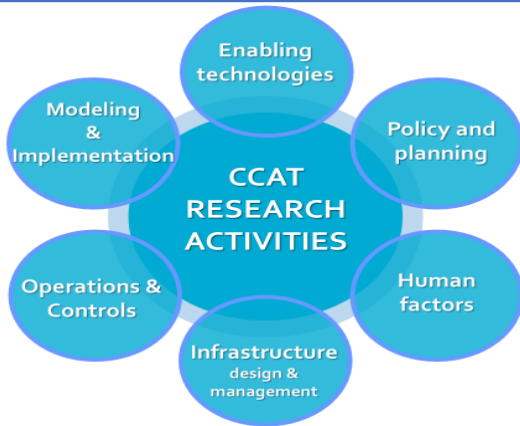 Enabling
technologies
Modeling
&
Implementation
Policy and
planning
CCAT
RESEARCH
ACTIVITIES
Operations &
Controls
Human
factors
Infrastructure
design &
management